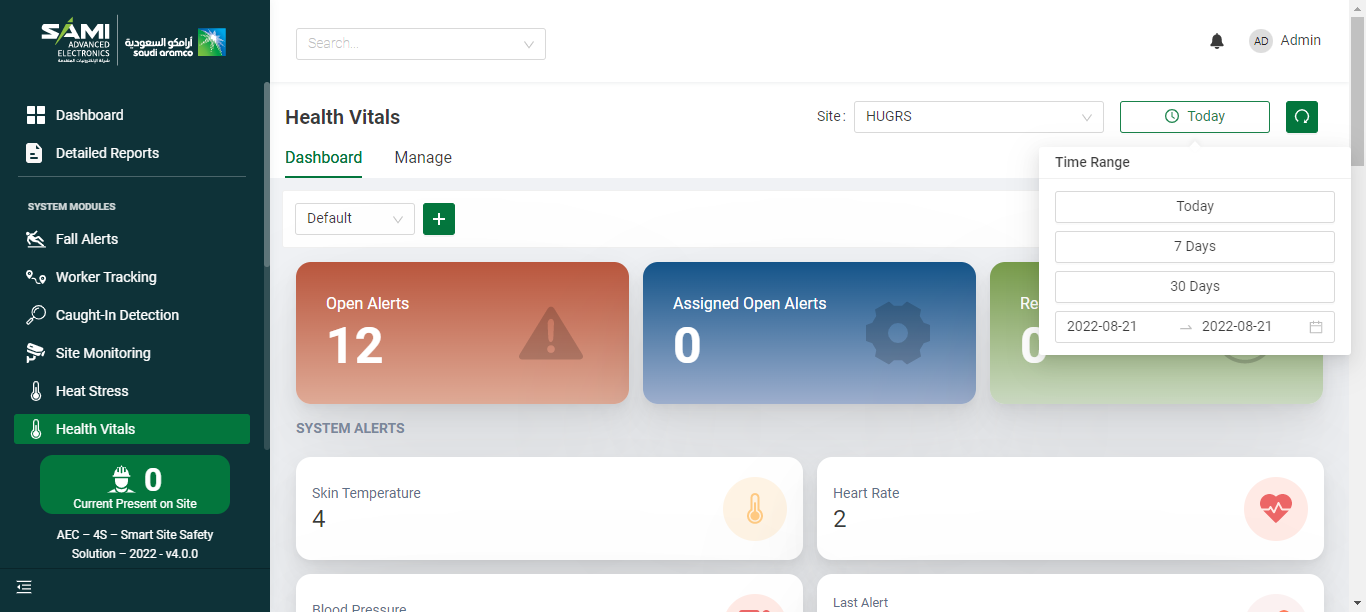 SAMI
ADVANCED
ELECTRONICS
شركة الإلكترونيات المتقدمة
أرامكو السعودية
saudi aramco
Search...
AD
Admin
Dashboard
Detailed Reports
SYSTEM MODULES
Fall Alerts
Worker Tracking
Caught-In Detection
Site Monitoring
Heat Stress
Health Vitals
0
Current Present on Site
AEC – 4S – Smart Site Safety
Solution – 2022 - v4.0.0
Health Vitals
Site :
HUGRS
Today
Dashboard
Manage
Time Range
Today
7 Days
30 Days
2022-08-21
2022-08-21
Default
Open Alerts
12
Assigned Open Alerts
0
Re
0
SYSTEM ALERTS
Skin Temperature
4
Heart Rate
2
Blood Pressure
Last Alert